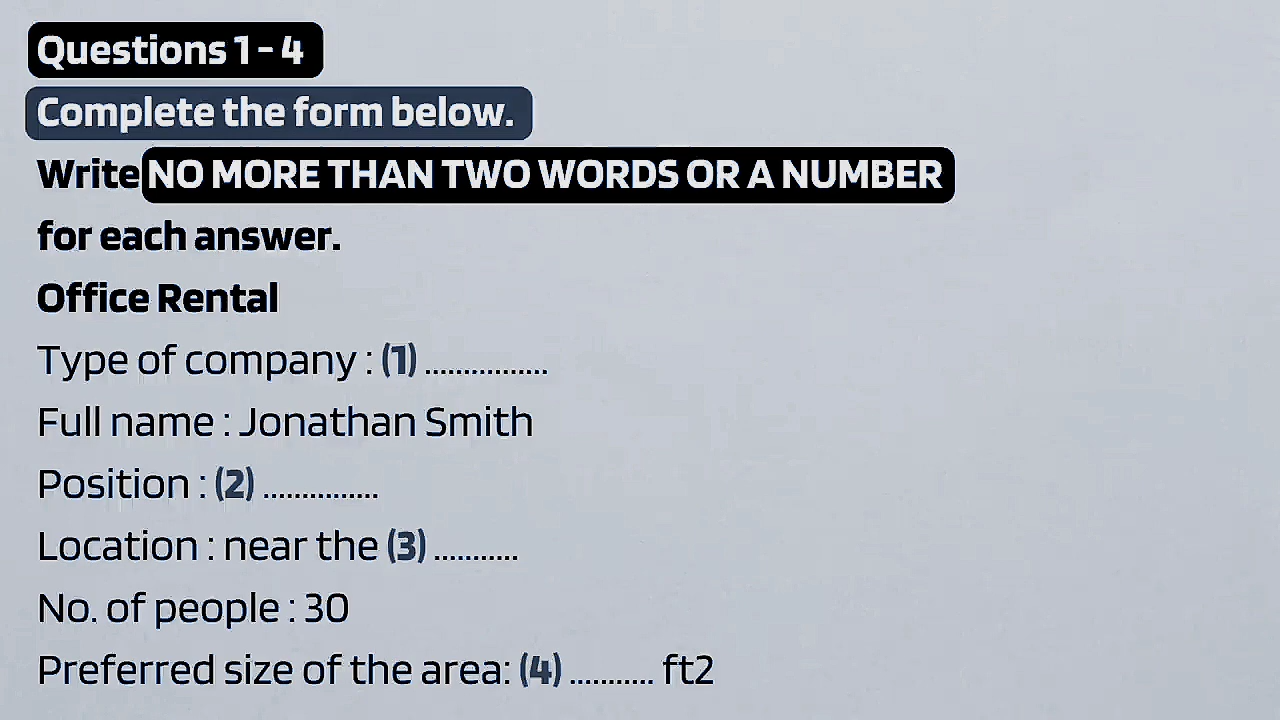 Questions 1 - 4
Complete the form below.
Write NO MORE THAN TWO WORDS OR A NUMBER
for each answer.
Office Rental
Type of company : (1) ................
Full name : Jonathan Smith
Position : (2) ...............
Location : near the (3) ...........
No. of people : 30
Preferred size of the area: (4) ........... ft2